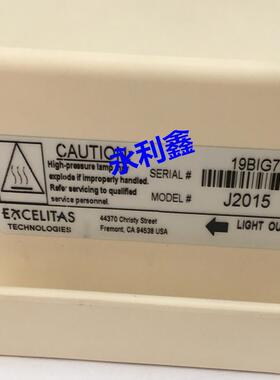 CAUTION
High-pressure lamp
explode if improperly handled.
Refer servicing to qualified
service personnel.
永利鑫
SERIAL#
19BIG7
MODEL#
J2015
EXCELITAS
TECHNOLOGIES
44370 Christy Street
Fremont, CA 94538 USA
LIGHT OU